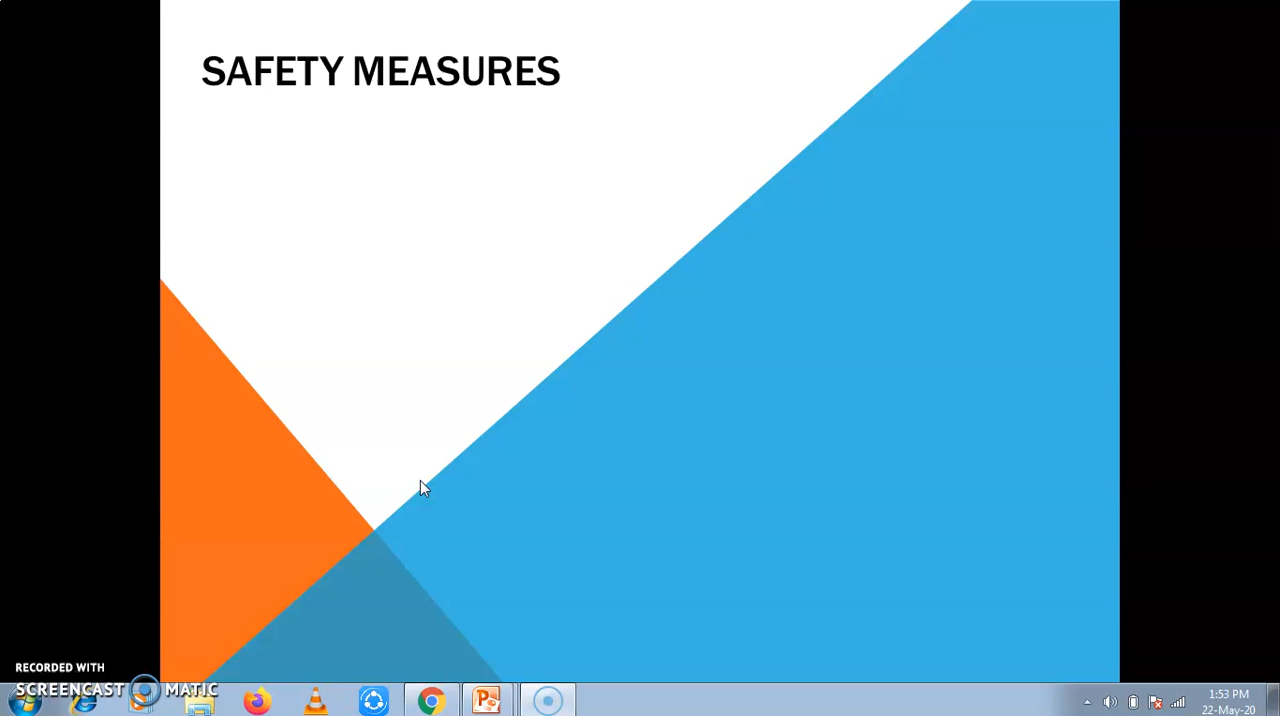 SAFETY MEASURES
RECORDED WITH
SCREENCAST MATIC
1:53 PM
22-May-20